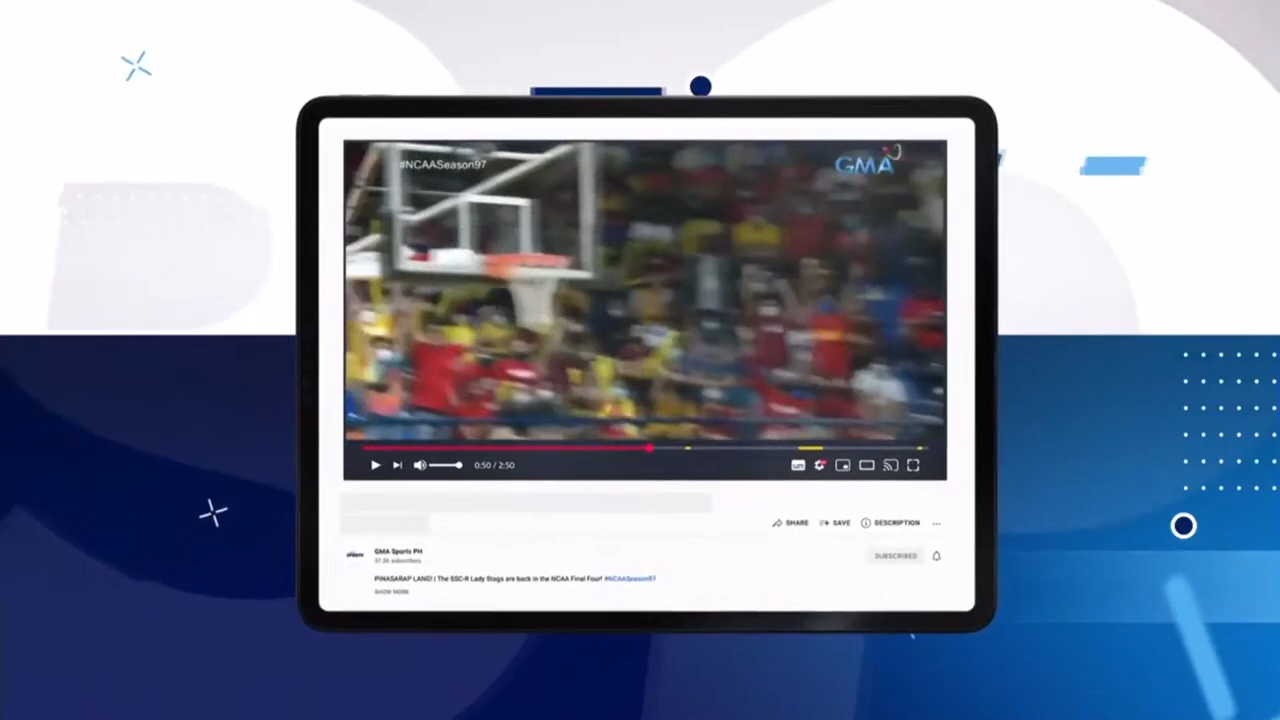 #NCAASeason97
GMA
0:50 / 2:50
SHARE
SAVE
DESCRIPTION
GMA Sports PH
SUBSCRIBED
PINASARAP LANG! | The SSC-R Lady Stags are back in the NCAA Final Four! #NCAASeason97
SHOW MORE